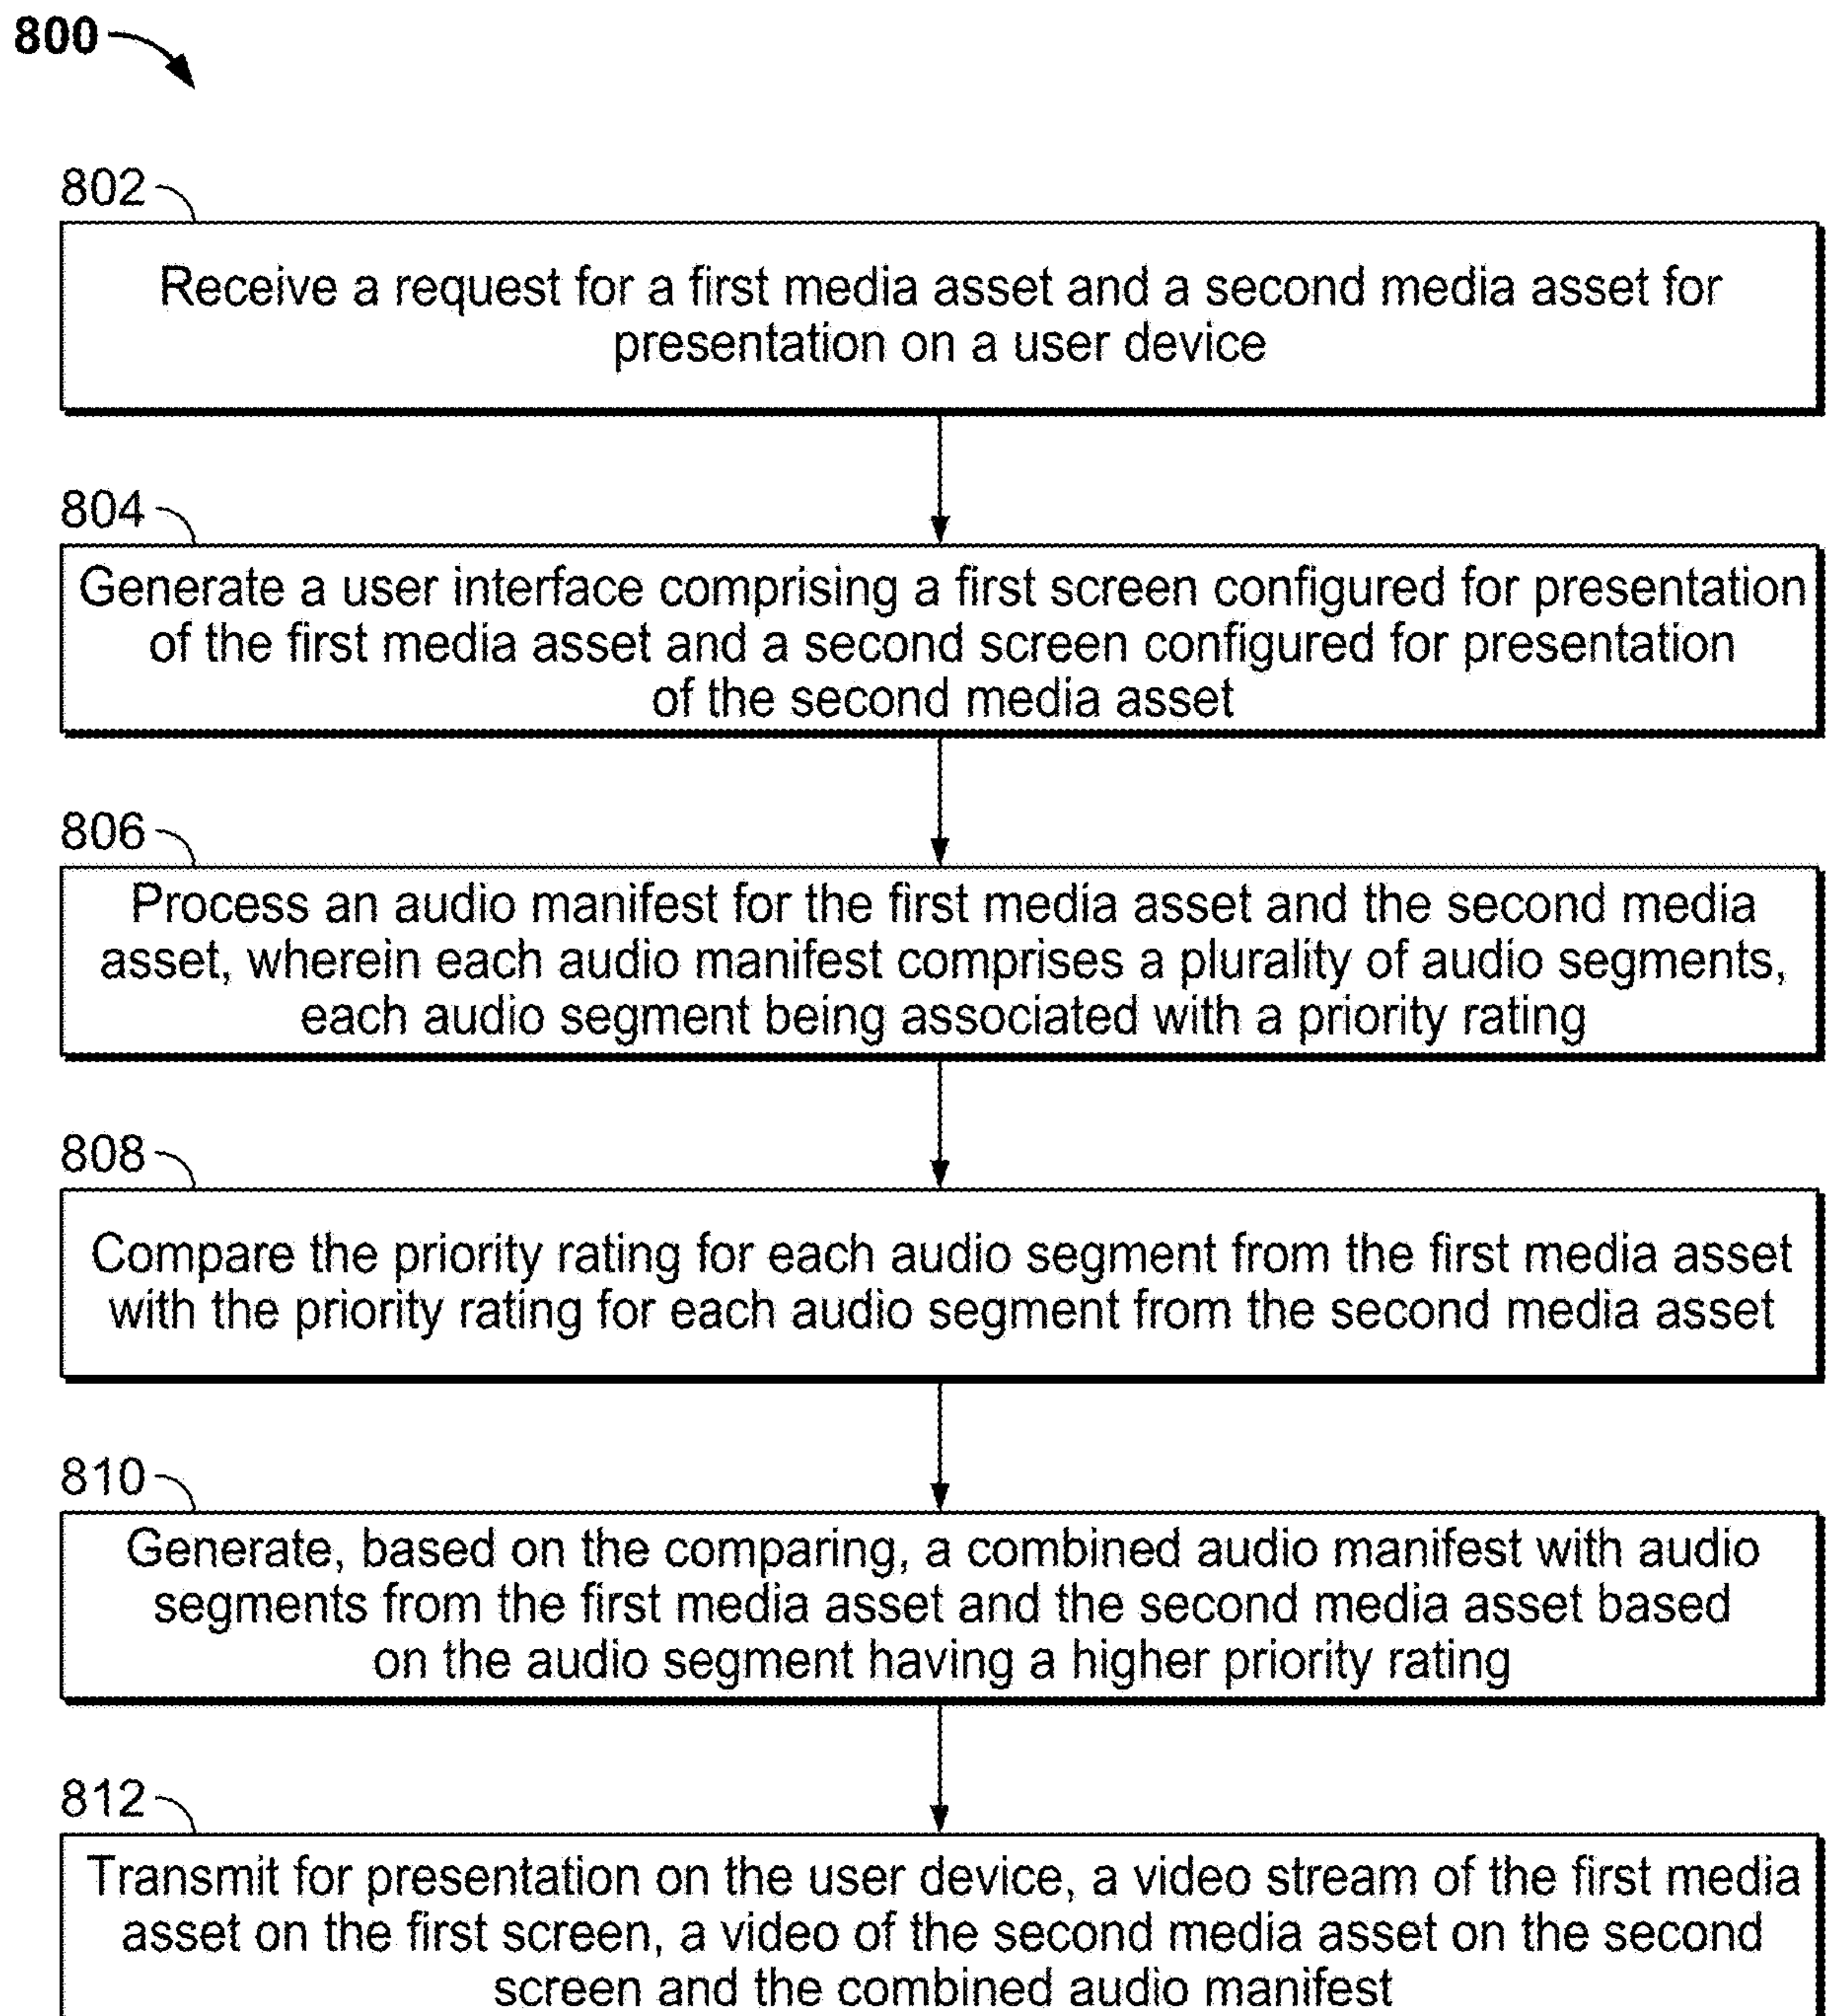 800
802
Receive a request for a first media asset and a second media asset for
presentation on a user device
804
Generate a user interface comprising a first screen configured for presentation
of the first media asset and a second screen configured for presentation
of the second media asset
806
Process an audio manifest for the first media asset and the second media
asset, wherein each audio manifest comprises a plurality of audio segments,
each audio segment being associated with a priority rating
808
Compare the priority rating for each audio segment from the first media asset
with the priority rating for each audio segment from the second media asset
810
Generate, based on the comparing, a combined audio manifest with audio
segments from the first media asset and the second media asset based
on the audio segment having a higher priority rating
812
Transmit for presentation on the user device, a video stream of the first media
asset on the first screen, a video of the second media asset on the second
screen and the combined audio manifest